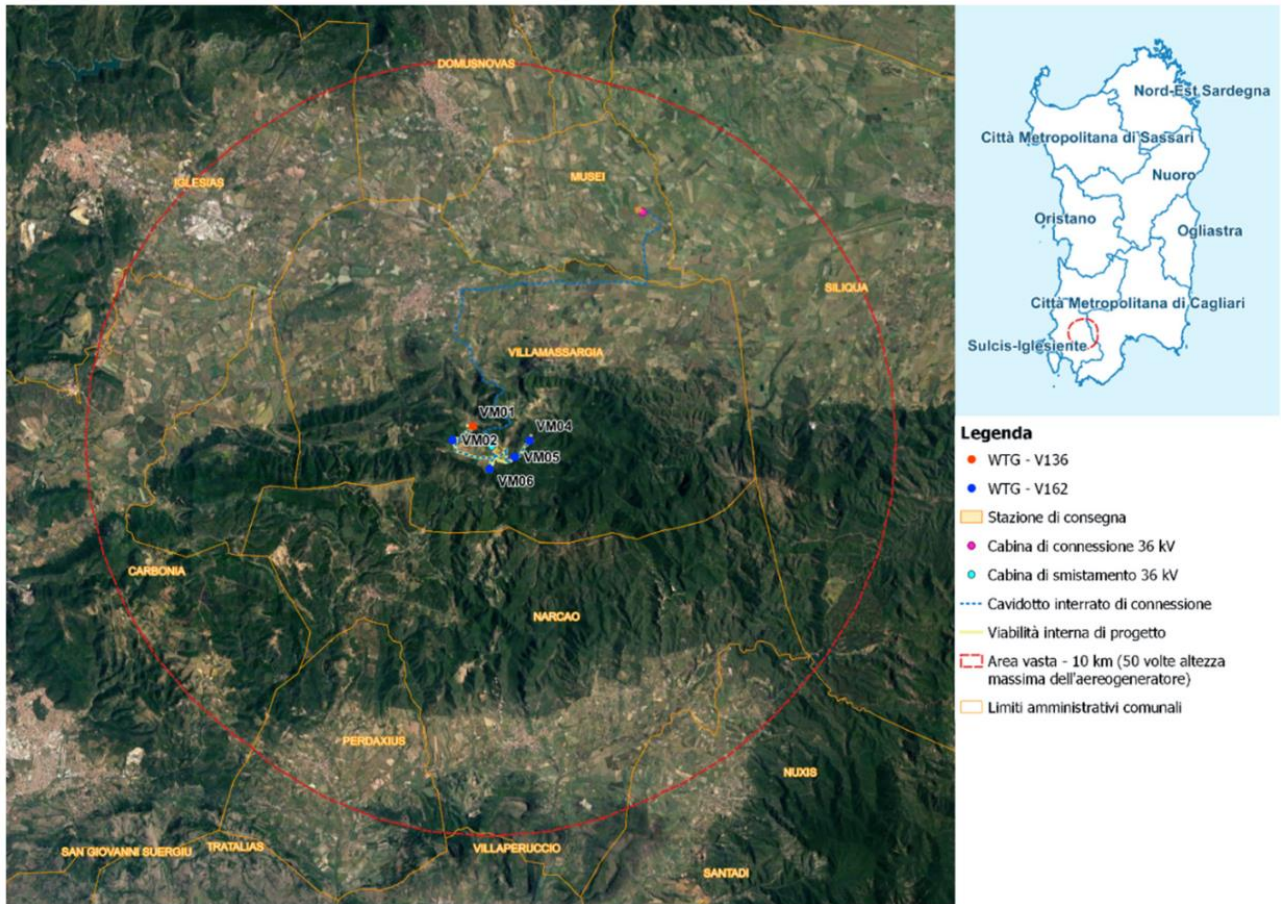 DOMUSNOVAS
IGLESIAS
MUSEI
SILIQUA
VILLAMASSARGIA
VM01
VM02
VM04
VM05
VM06
CARBONIA
NARCAO
PERDAXIUS
NUXIS
SAN GIOVANNI SUERGIU
TRATALIAS
VILLAPERUCCIO
SANTADI
Nord-Est Sardegna
Città Metropolitana di Sassari
Nuoro
Oristano
Ogliastra
Città Metropolitana di Cagliari
Sulcis-Iglesiente
Legenda
WTG - V136
WTG - V162
Stazione di consegna
Cabina di connessione 36 kV
Cabina di smistamento 36 kV
Cavidotto interrato di connessione
Viabilità interna di progetto
Area vasta - 10 km (50 volte altezza
massima dell'aereogeneratore)
Limiti amministrativi comunali